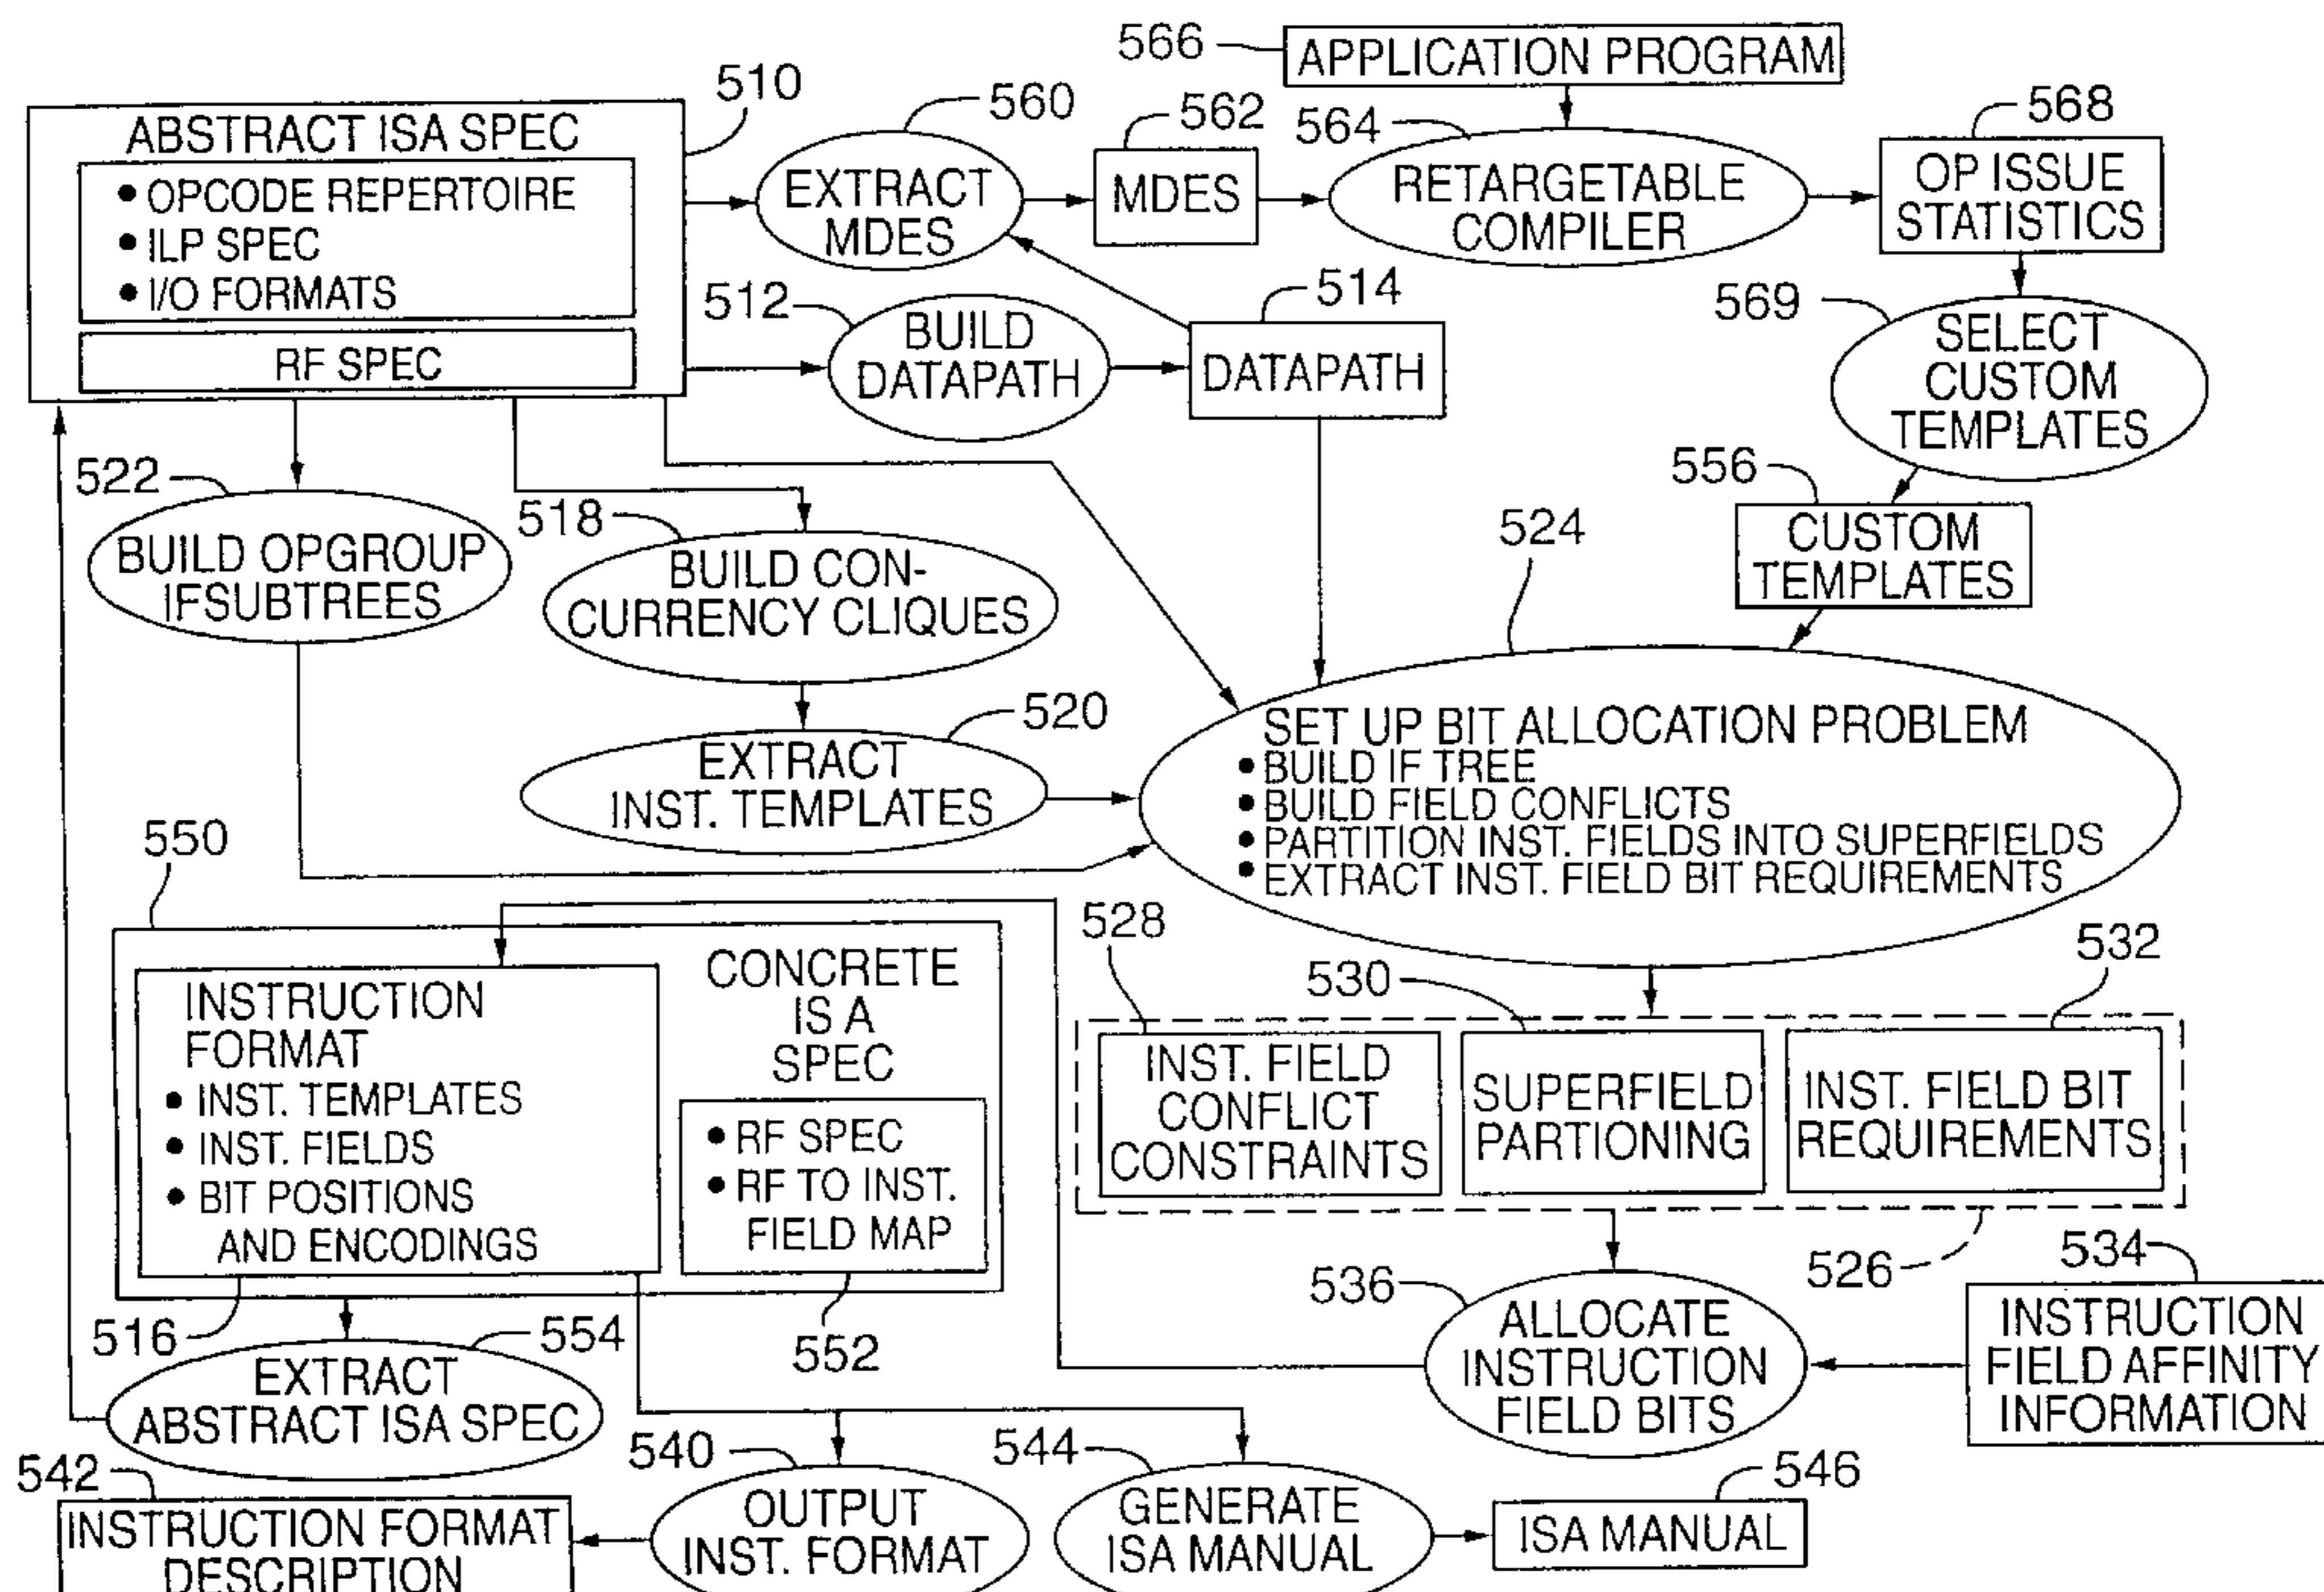 566
APPLICATION PROGRAM
510
ABSTRACT ISA SPEC
• OPCODE REPERTOIRE
• ILP SPEC
• I/O FORMATS
RF SPEC
560
EXTRACT
MDES
562
MDES
564
RETARGETABLE
COMPILER
568
OP ISSUE
STATISTICS
512
BUILD
DATAPATH
514
DATAPATH
569
SELECT
CUSTOM
TEMPLATES
522
BUILD OPGROUP
IFSUBTREES
518
BUILD CON-
CURRENCY CLIQUES
556
CUSTOM
TEMPLATES
524
SET UP BIT ALLOCATION PROBLEM
• BUILD IF TREE
• BUILD FIELD CONFLICTS
• PARTITION INST. FIELDS INTO SUPERFIELDS
• EXTRACT INST. FIELD BIT REQUIREMENTS
520
EXTRACT
INST. TEMPLATES
550
INSTRUCTION
FORMAT
• INST. TEMPLATES
• INST. FIELDS
• BIT POSITIONS
AND ENCODINGS
CONCRETE
IS A
SPEC
• RF SPEC
• RF TO INST.
FIELD MAP
528
INST. FIELD
CONFLICT
CONSTRAINTS
530
SUPERFIELD
PARTIONING
532
INST. FIELD BIT
REQUIREMENTS
526
516
552
554
EXTRACT
ABSTRACT ISA SPEC
536
ALLOCATE
INSTRUCTION
FIELD BITS
534
INSTRUCTION
FIELD AFFINITY
INFORMATION
542
INSTRUCTION FORMAT
DESCRIPTION
540
OUTPUT
INST. FORMAT
544
GENERATE
ISA MANUAL
546
ISA MANUAL